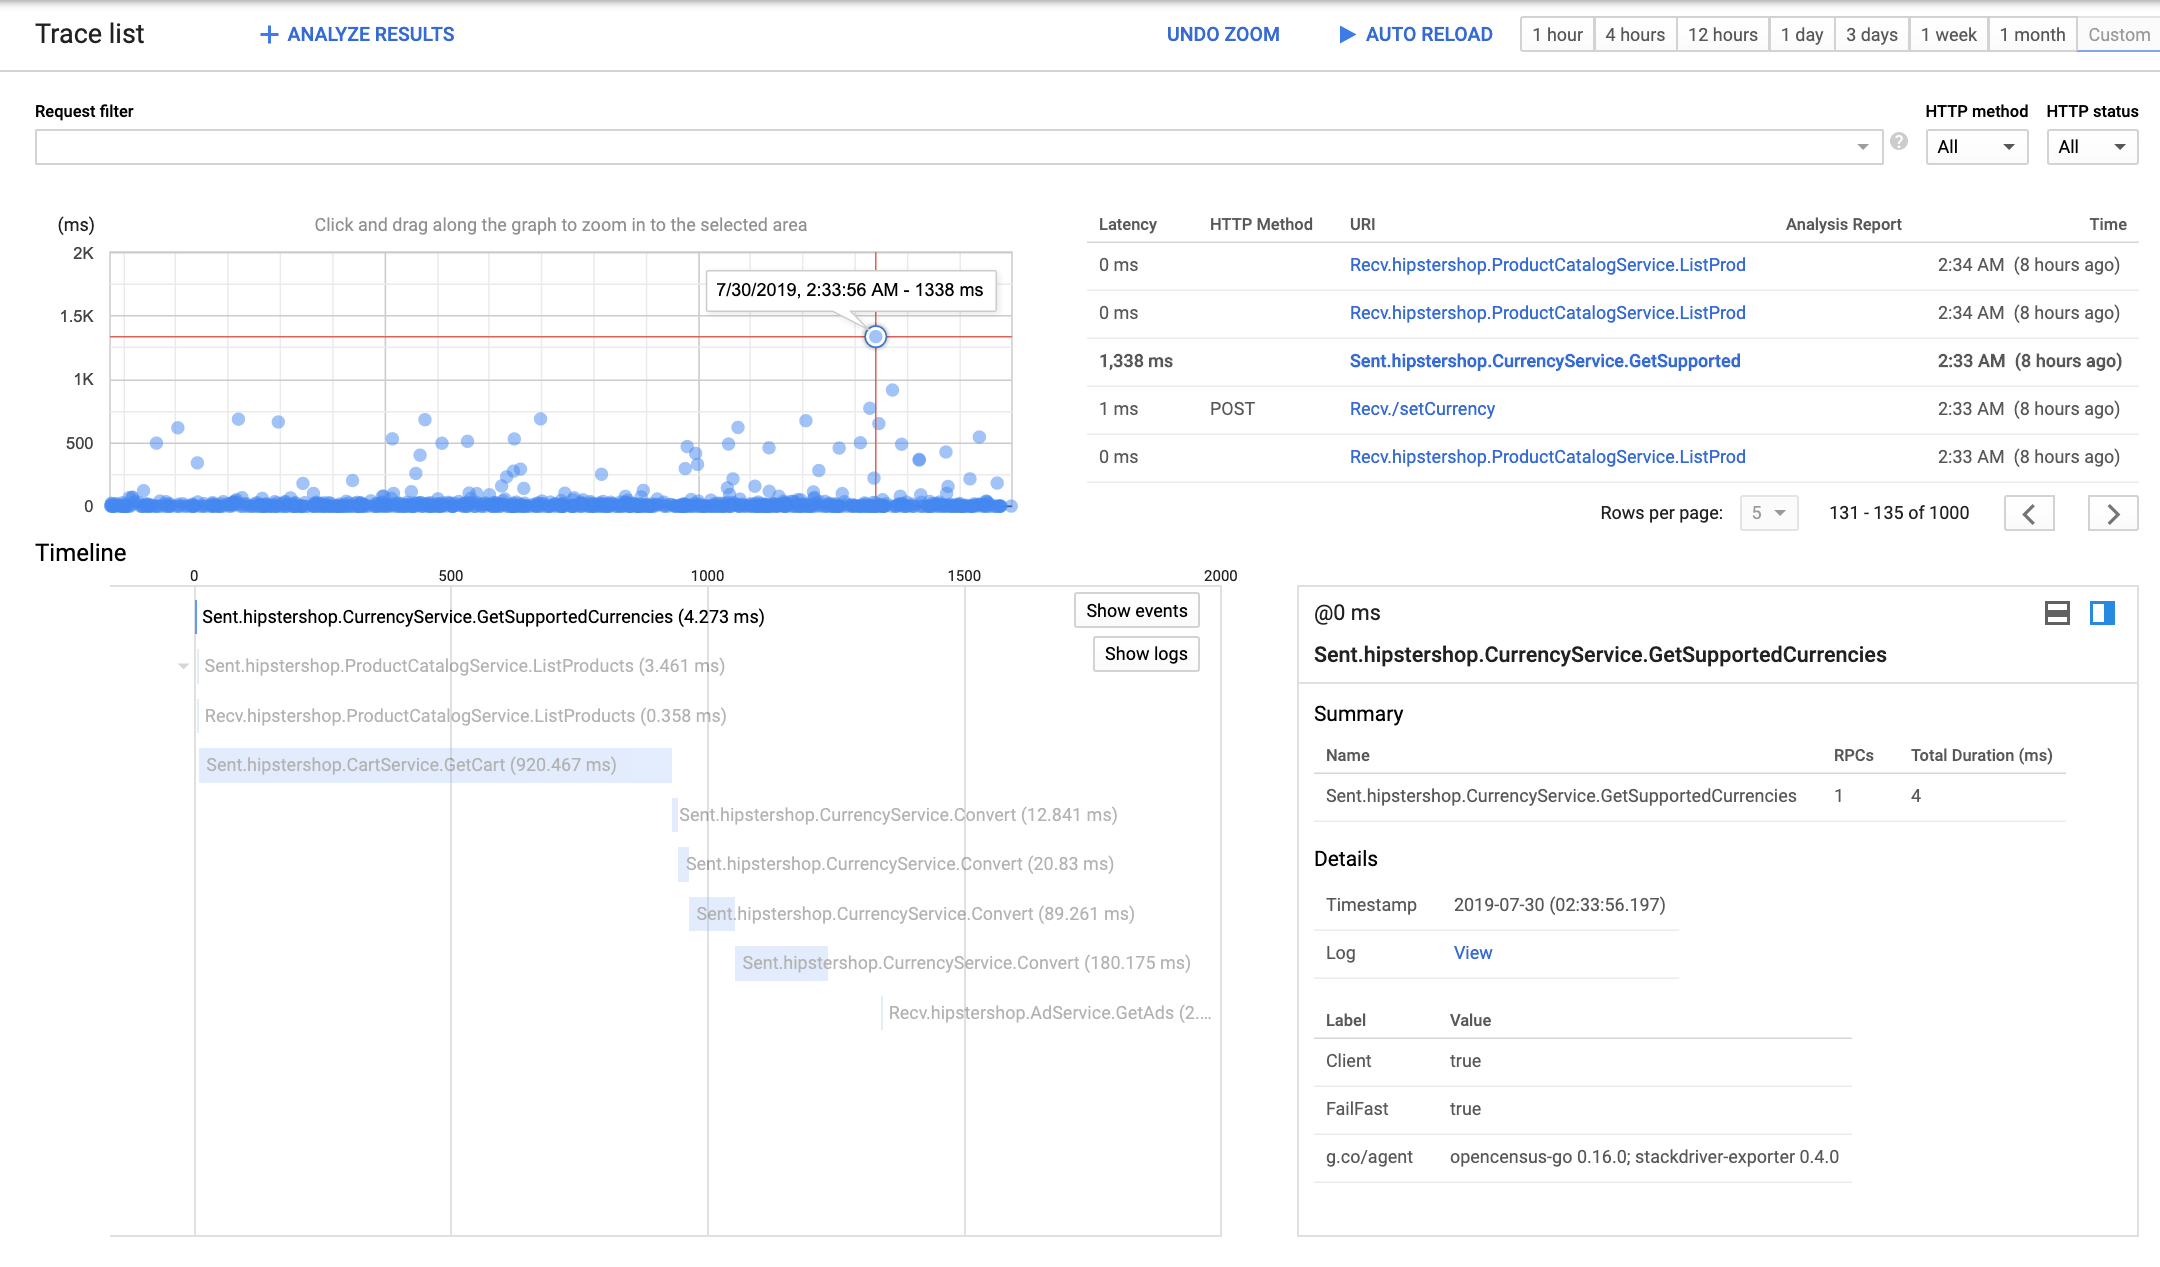 Trace list
ANALYZE RESULTS
UNDO ZOOM
AUTO RELOAD
1 hour
4 hours
12 hours
1 day
3 days
1 week
1 month
Custom
Request filter
HTTP method
HTTP status
?
All
All
(ms)
Click and drag along the graph to zoom in to the selected area
2K
1.5K
1K
500
0
7/30/2019, 2:33:56 AM - 1338 ms
Latency HTTP Method URI Analysis Report Time
0 ms Recv.hipstershop.ProductCatalogService.ListProd 2:34 AM (8 hours ago)
0 ms Recv.hipstershop.ProductCatalogService.ListProd 2:34 AM (8 hours ago)
1,338 ms Sent.hipstershop.CurrencyService.GetSupported 2:33 AM (8 hours ago)
1 ms POST Recv./setCurrency 2:33 AM (8 hours ago)
0 ms Recv.hipstershop.ProductCatalogService.ListProd 2:33 AM (8 hours ago)
Rows per page: 5 131 - 135 of 1000
Timeline
0 500 1000 1500 2000
Sent.hipstershop.CurrencyService.GetSupportedCurrencies (4.273 ms)
Sent.hipstershop.ProductCatalogService.ListProducts (3.461 ms)
Recv.hipstershop.ProductCatalogService.ListProducts (0.358 ms)
Sent.hipstershop.CartService.GetCart (920.467 ms)
Sent.hipstershop.CurrencyService.Convert (12.841 ms)
Sent.hipstershop.CurrencyService.Convert (20.83 ms)
Sent.hipstershop.CurrencyService.Convert (89.261 ms)
Sent.hipstershop.CurrencyService.Convert (180.175 ms)
Recv.hipstershop.AdService.GetAds (2....
Show events
Show logs
@0 ms
Sent.hipstershop.CurrencyService.GetSupportedCurrencies
Summary
Name RPCs Total Duration (ms)
Sent.hipstershop.CurrencyService.GetSupportedCurrencies 1 4
Details
Timestamp 2019-07-30 (02:33:56.197)
Log View
Label Value
Client true
FailFast true
g.co/agent opencensus-go 0.16.0; stackdriver-exporter 0.4.0